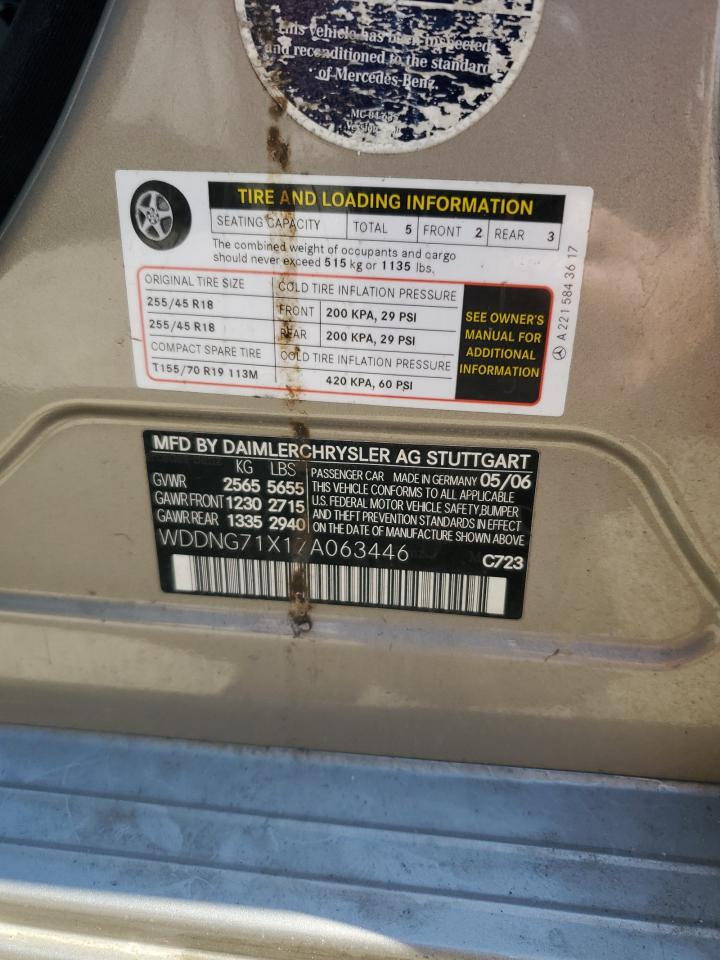 This vehicle has been inspected
and reconditioned to the standards
of Mercedes-Benz
TIRE AND LOADING INFORMATION
SEATING CAPACITY TOTAL 5 FRONT 2 REAR 3
The combined weight of occupants and cargo
should never exceed 515 kg or 1135 lbs.
ORIGINAL TIRE SIZE COLD TIRE INFLATION PRESSURE
255/45 R18 FRONT 200 KPA, 29 PSI
255/45 R18 REAR 200 KPA, 29 PSI
COMPACT SPARE TIRE COLD TIRE INFLATION PRESSURE
T155/70 R19 113M 420 KPA, 60 PSI
SEE OWNER'S
MANUAL FOR
ADDITIONAL
INFORMATION
A 221 584 36 17
MFD BY DAIMLERCHRYSLER AG STUTTGART
KG LBS
GVWR 2565 5655
GAWR FRONT 1230 2715
GAWR REAR 1335 2940
PASSENGER CAR MADE IN GERMANY 05/06
THIS VEHICLE CONFORMS TO ALL APPLICABLE
U.S. FEDERAL MOTOR VEHICLE SAFETY, BUMPER
AND THEFT PREVENTION STANDARDS IN EFFECT
ON THE DATE OF MANUFACTURE SHOWN ABOVE
WDDNG71X17A063446
C723